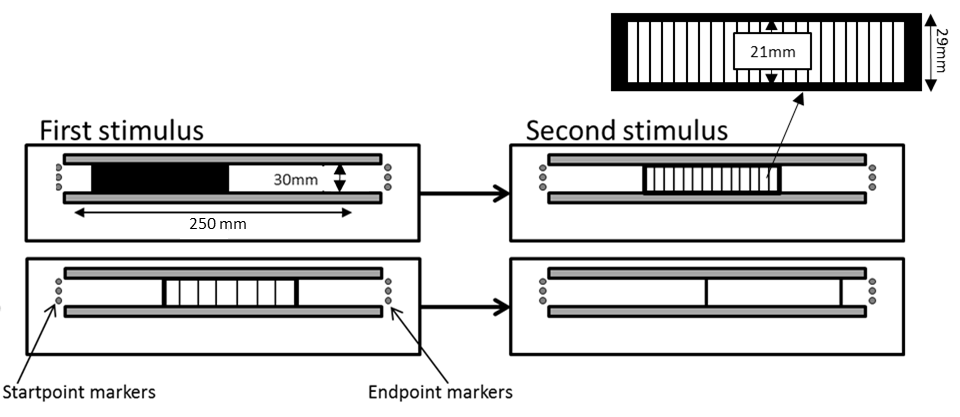 21mm
29mm
First stimulus
Second stimulus
30mm
250 mm
Startpoint markers
Endpoint markers